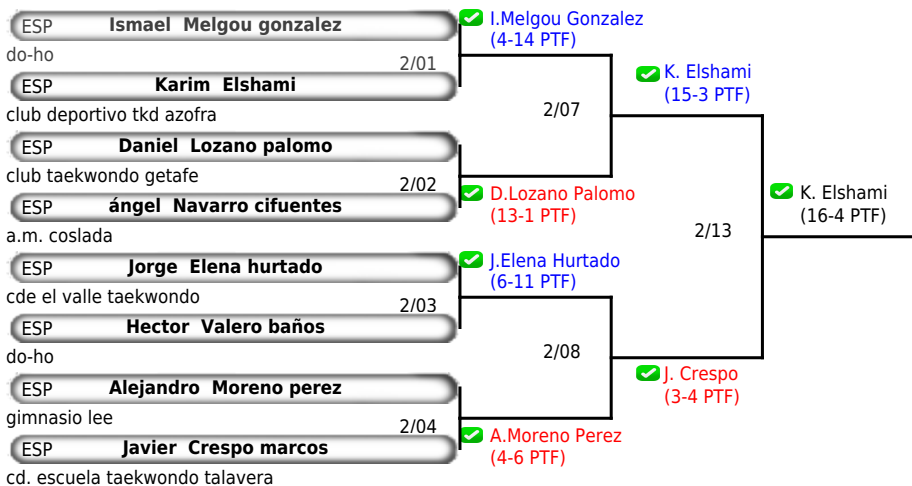 ESP Ismael Melgou gonzalez
do-ho
2/01
ESP Karim Elshami
club deportivo tkd azofra
ESP Daniel Lozano palomo
club taekwondo getafe
2/02
ESP ángel Navarro cifuentes
a.m. coslada
ESP Jorge Elena hurtado
cde el valle taekwondo
2/03
ESP Hector Valero baños
do-ho
ESP Alejandro Moreno perez
gimnasio lee
2/04
ESP Javier Crespo marcos
cd. escuela taekwondo talavera
I.Melgou Gonzalez
(4-14 PTF)
2/07
D.Lozano Palomo
(13-1 PTF)
J.Elena Hurtado
(6-11 PTF)
2/08
A.Moreno Perez
(4-6 PTF)
K. Elshami
(15-3 PTF)
2/13
J. Crespo
(3-4 PTF)
K. Elshami
(16-4 PTF)